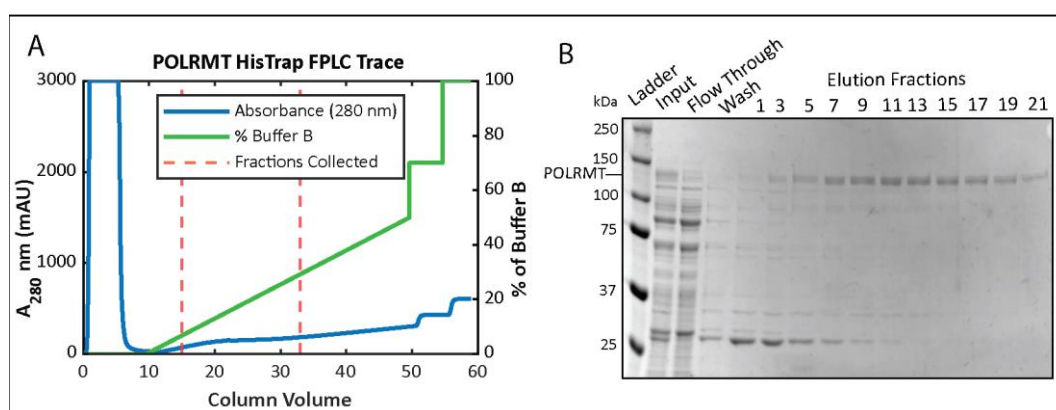 A
POLRMT HisTrap FPLC Trace
3000
2000
1000
0
A280 nm (mAU)
Absorbance (280 nm)
% Buffer B
Fractions Collected
100
80
60
40
20
0
% of Buffer B
0 10 20 30 40 50 60
Column Volume
B
Ladder
Input
Flow Through
Wash
Elution Fractions
1 3 5 7 9 11 13 15 17 19 21
kDa
250
150
POLRMT
100
75
37
25